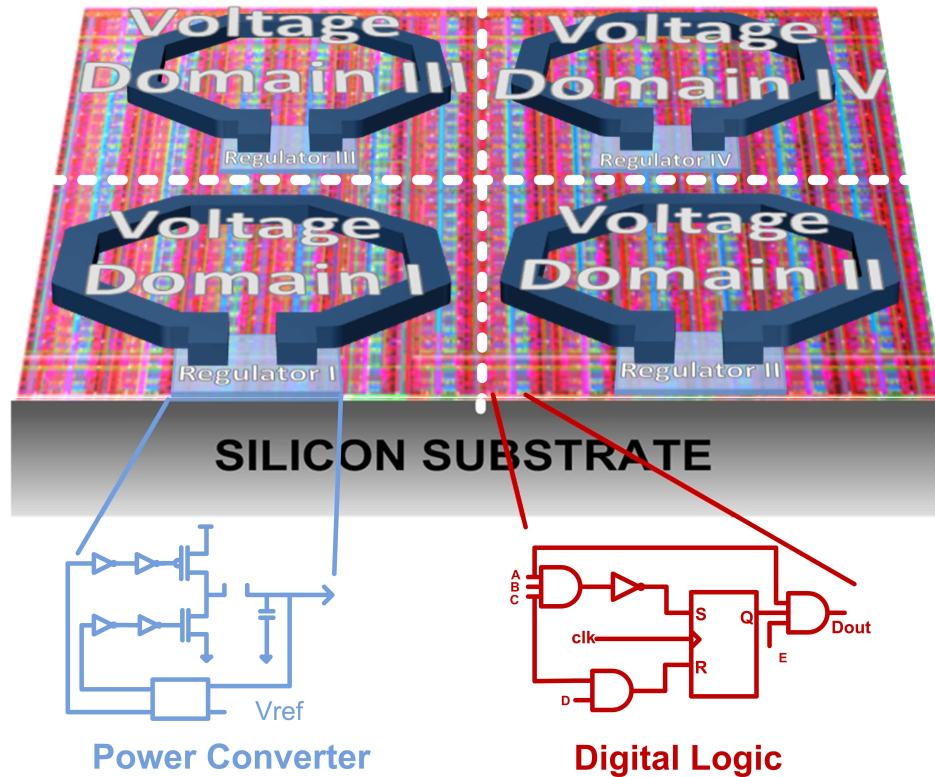 Voltage
Domain III
Regulator III
Voltage
Domain IV
Regulator IV
Voltage
Domain I
Regulator I
Voltage
Domain II
Regulator II
SILICON SUBSTRATE
Vref
Power Converter
A
B
C
clk
D
S
R
Q
E
Dout
Digital Logic